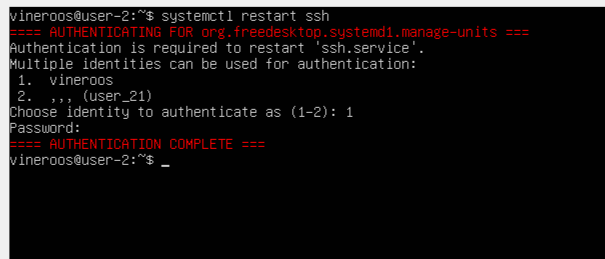 vineroos@user-2:~$ systemctl restart ssh
==== AUTHENTICATING FOR org.freedesktop.systemd1.manage-units ===
Authentication is required to restart 'ssh.service'.
Multiple identities can be used for authentication:
1. vineroos
2. ,,, (user_21)
Choose identity to authenticate as (1-2): 1
Password:
==== AUTHENTICATION COMPLETE ===
vineroos@user-2:~$ _